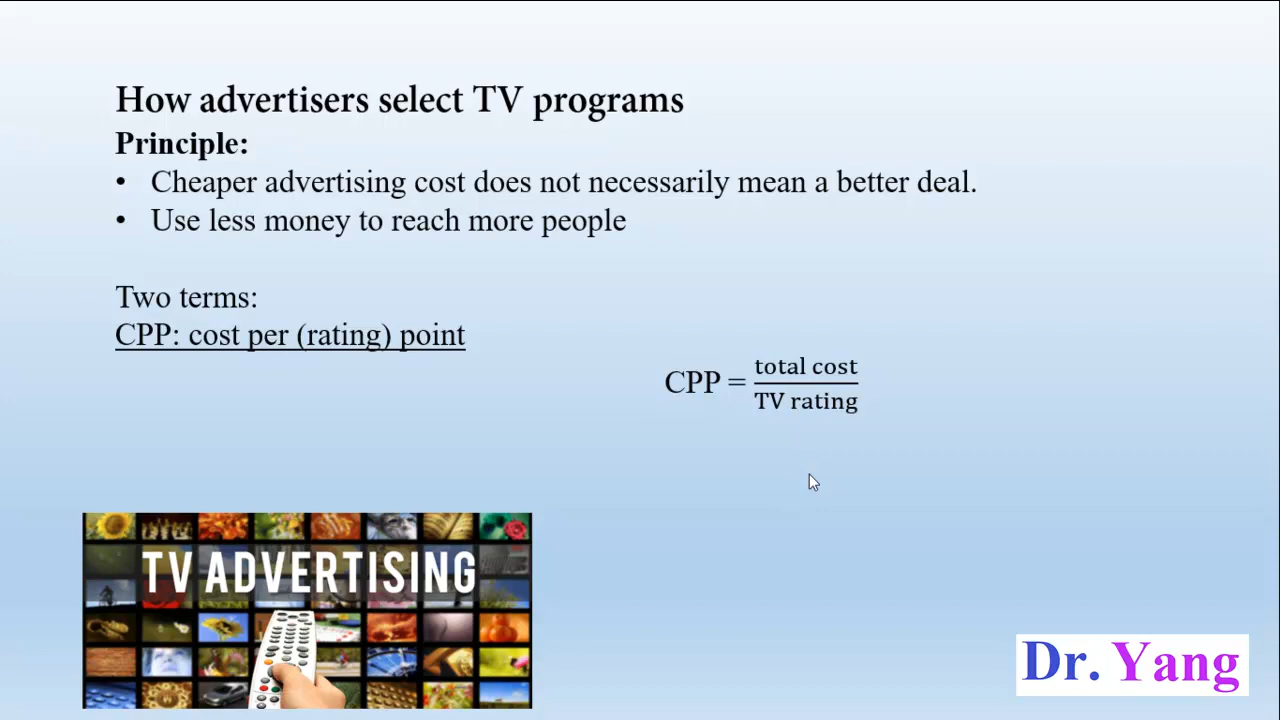 How advertisers select TV programs
Principle:
• Cheaper advertising cost does not necessarily mean a better deal.
• Use less money to reach more people
Two terms:
CPP: cost per (rating) point
CPP = total cost / TV rating
TV ADVERTISING
Dr. Yang